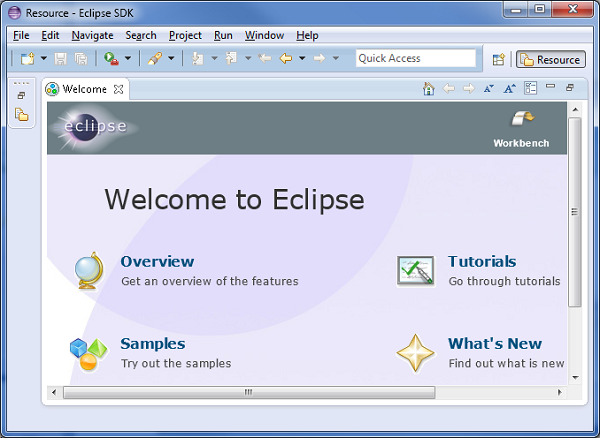 Resource - Eclipse SDK
File Edit Navigate Search Project Run Window Help
Quick Access
Resource
Welcome
eclipse
Workbench
Welcome to Eclipse
Overview
Get an overview of the features
Tutorials
Go through tutorials
Samples
Try out the samples
What's New
Find out what is new